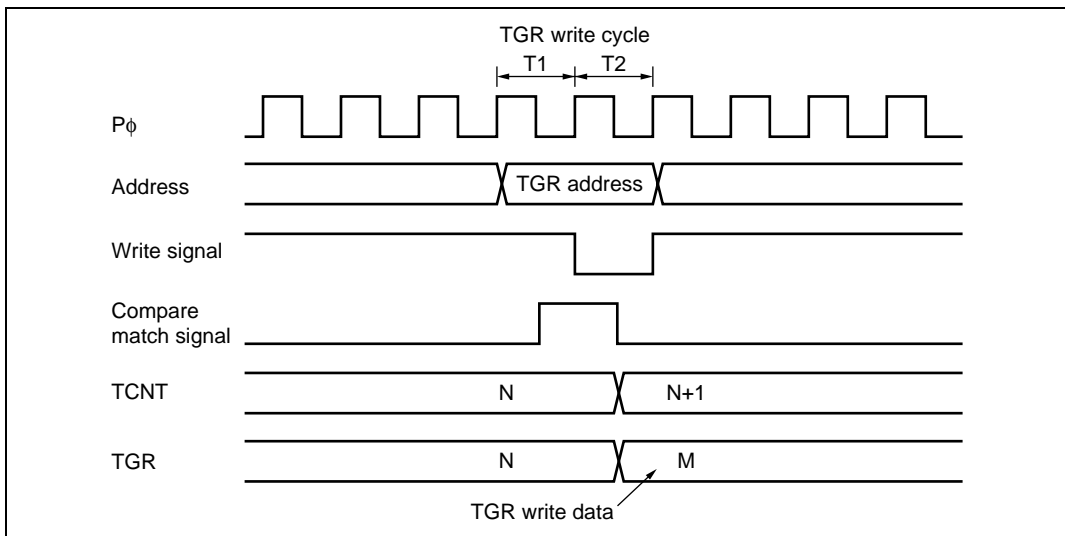 TGR write cycle
T1 T2
Pϕ
Address TGR address
Write signal
Compare
match signal
TCNT N N+1
TGR N M
TGR write data